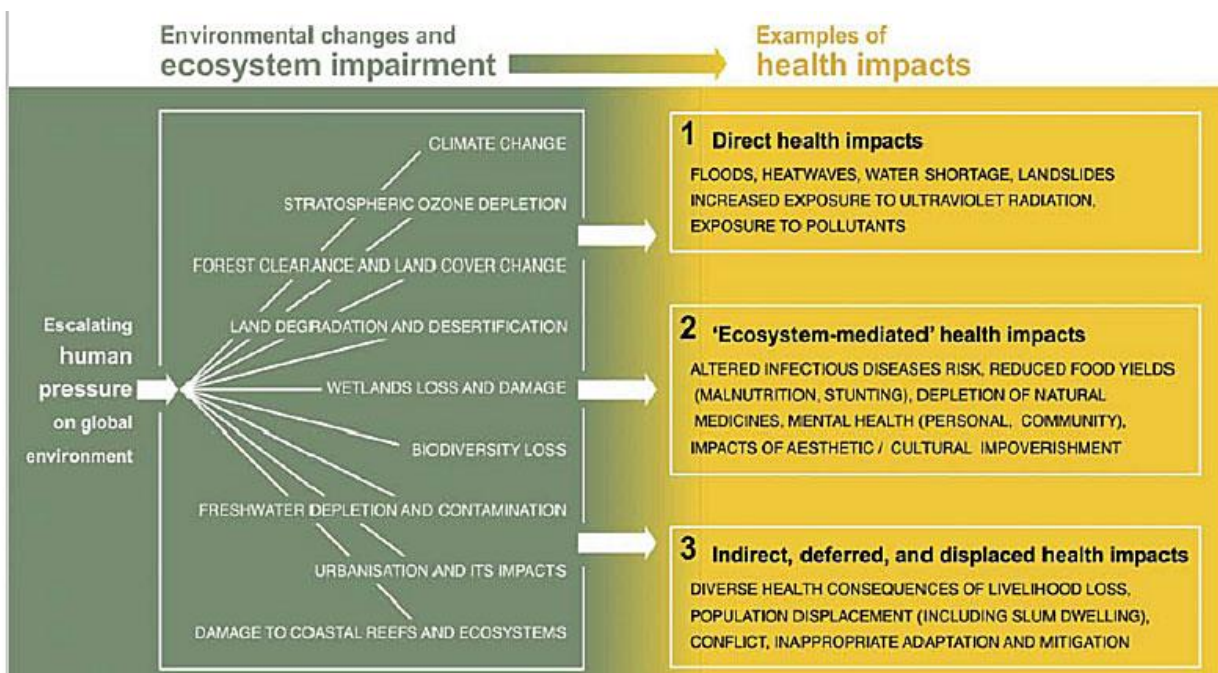 Environmental changes and
ecosystem impairment
Examples of
health impacts
Escalating
human
pressure
on global
environment
CLIMATE CHANGE
STRATOSPHERIC OZONE DEPLETION
FOREST CLEARANCE AND LAND COVER CHANGE
LAND DEGRADATION AND DESERTIFICATION
WETLANDS LOSS AND DAMAGE
BIODIVERSITY LOSS
FRESHWATER DEPLETION AND CONTAMINATION
URBANISATION AND ITS IMPACTS
DAMAGE TO COASTAL REEFS AND ECOSYSTEMS
1 Direct health impacts
FLOODS, HEATWAVES, WATER SHORTAGE, LANDSLIDES
INCREASED EXPOSURE TO ULTRAVIOLET RADIATION,
EXPOSURE TO POLLUTANTS
2 ‘Ecosystem-mediated’ health impacts
ALTERED INFECTIOUS DISEASES RISK, REDUCED FOOD YIELDS
(MALNUTRITION, STUNTING), DEPLETION OF NATURAL
MEDICINES, MENTAL HEALTH (PERSONAL, COMMUNITY),
IMPACTS OF AESTHETIC / CULTURAL IMPOVERISHMENT
3 Indirect, deferred, and displaced health impacts
DIVERSE HEALTH CONSEQUENCES OF LIVELIHOOD LOSS,
POPULATION DISPLACEMENT (INCLUDING SLUM DWELLING),
CONFLICT, INAPPROPRIATE ADAPTATION AND MITIGATION